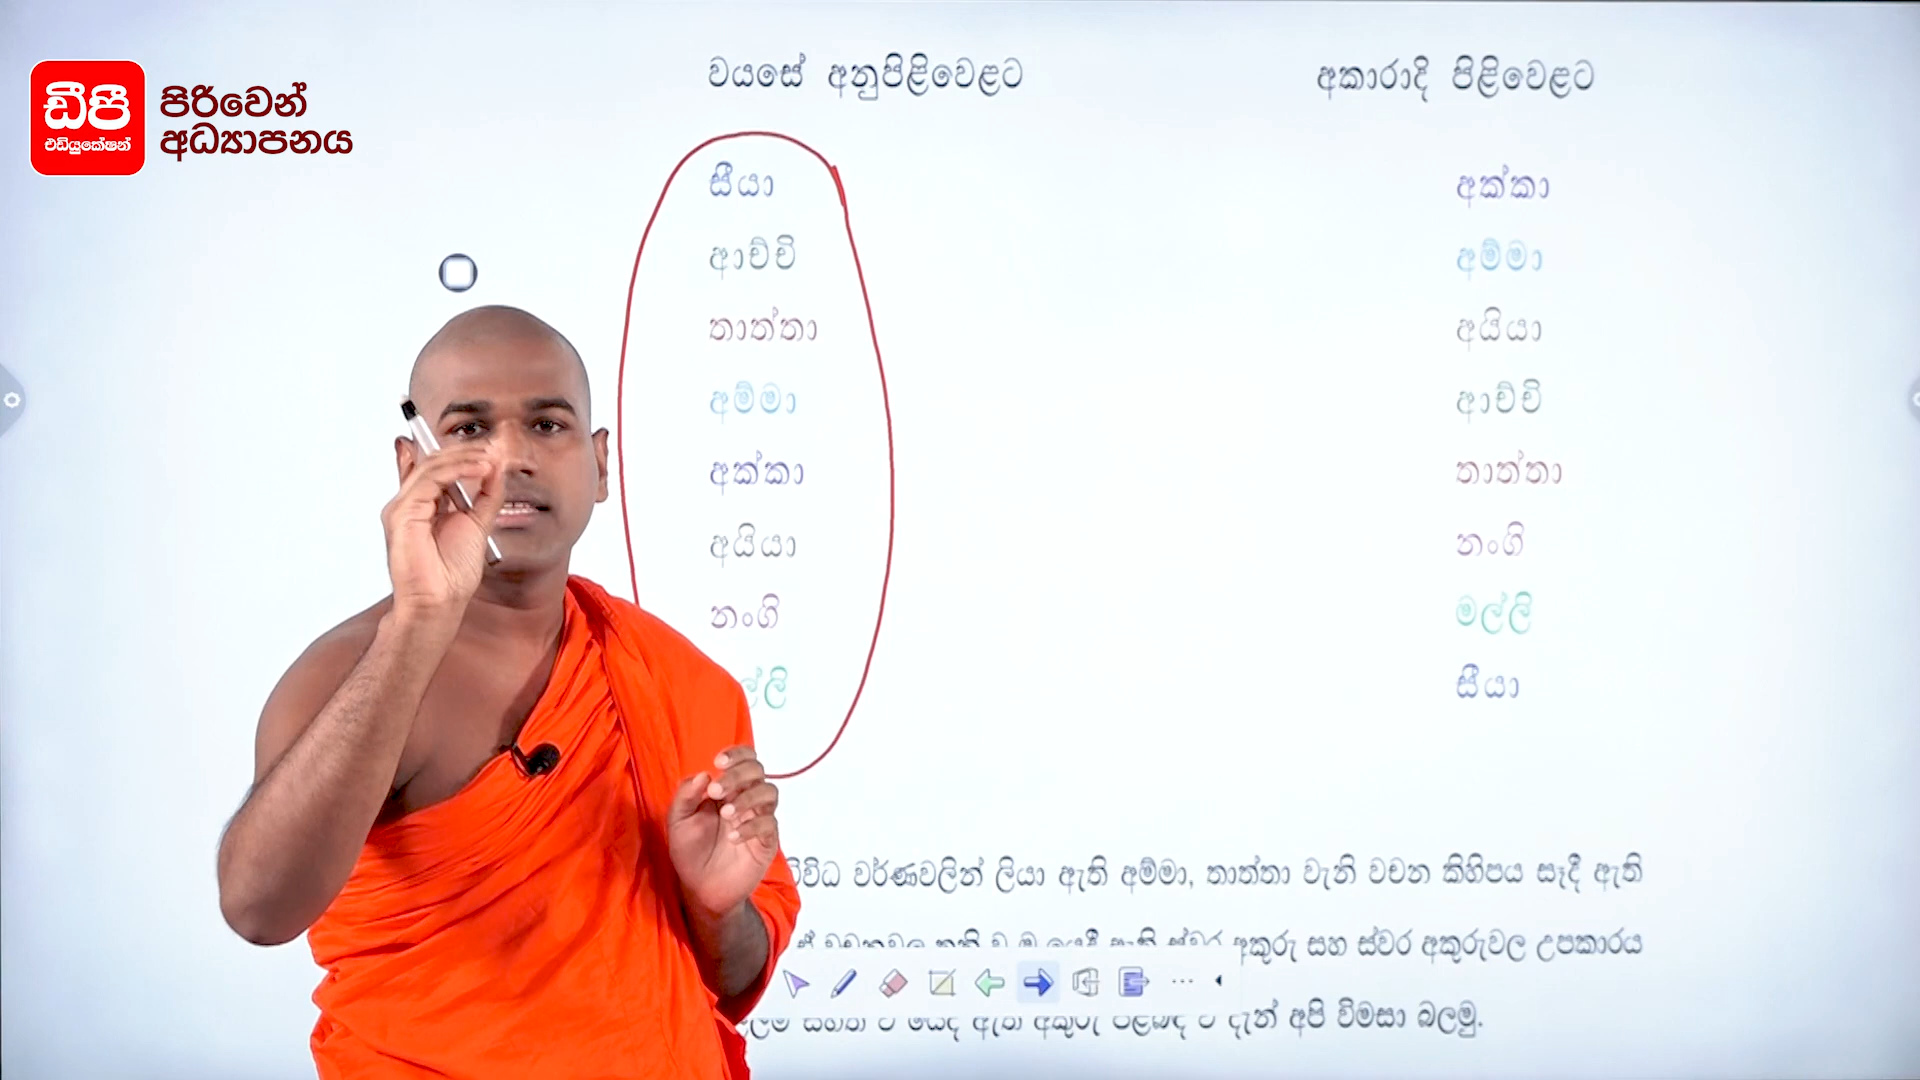 ඩීපී
එඩියුකේෂන්
පිරිවෙන්
අධ්‍යාපනය
වයසේ අනුපිළිවෙළට
අකාරාදි පිළිවෙළට
සීයා
ආච්චි
තාත්තා
අම්මා
අක්කා
අයියා
නංගි
අක්කා
අම්මා
අයියා
ආච්චි
තාත්තා
නංගි
මල්ලි
සීයා
වර්ණවලින් ලියා ඇති අම්මා, තාත්තා වැනි වචන කිහිපය සෑදී ඇති
අකුරු සහ ස්වර අකුරුවල උපකාරය
දැන් අපි විමසා බලමු.